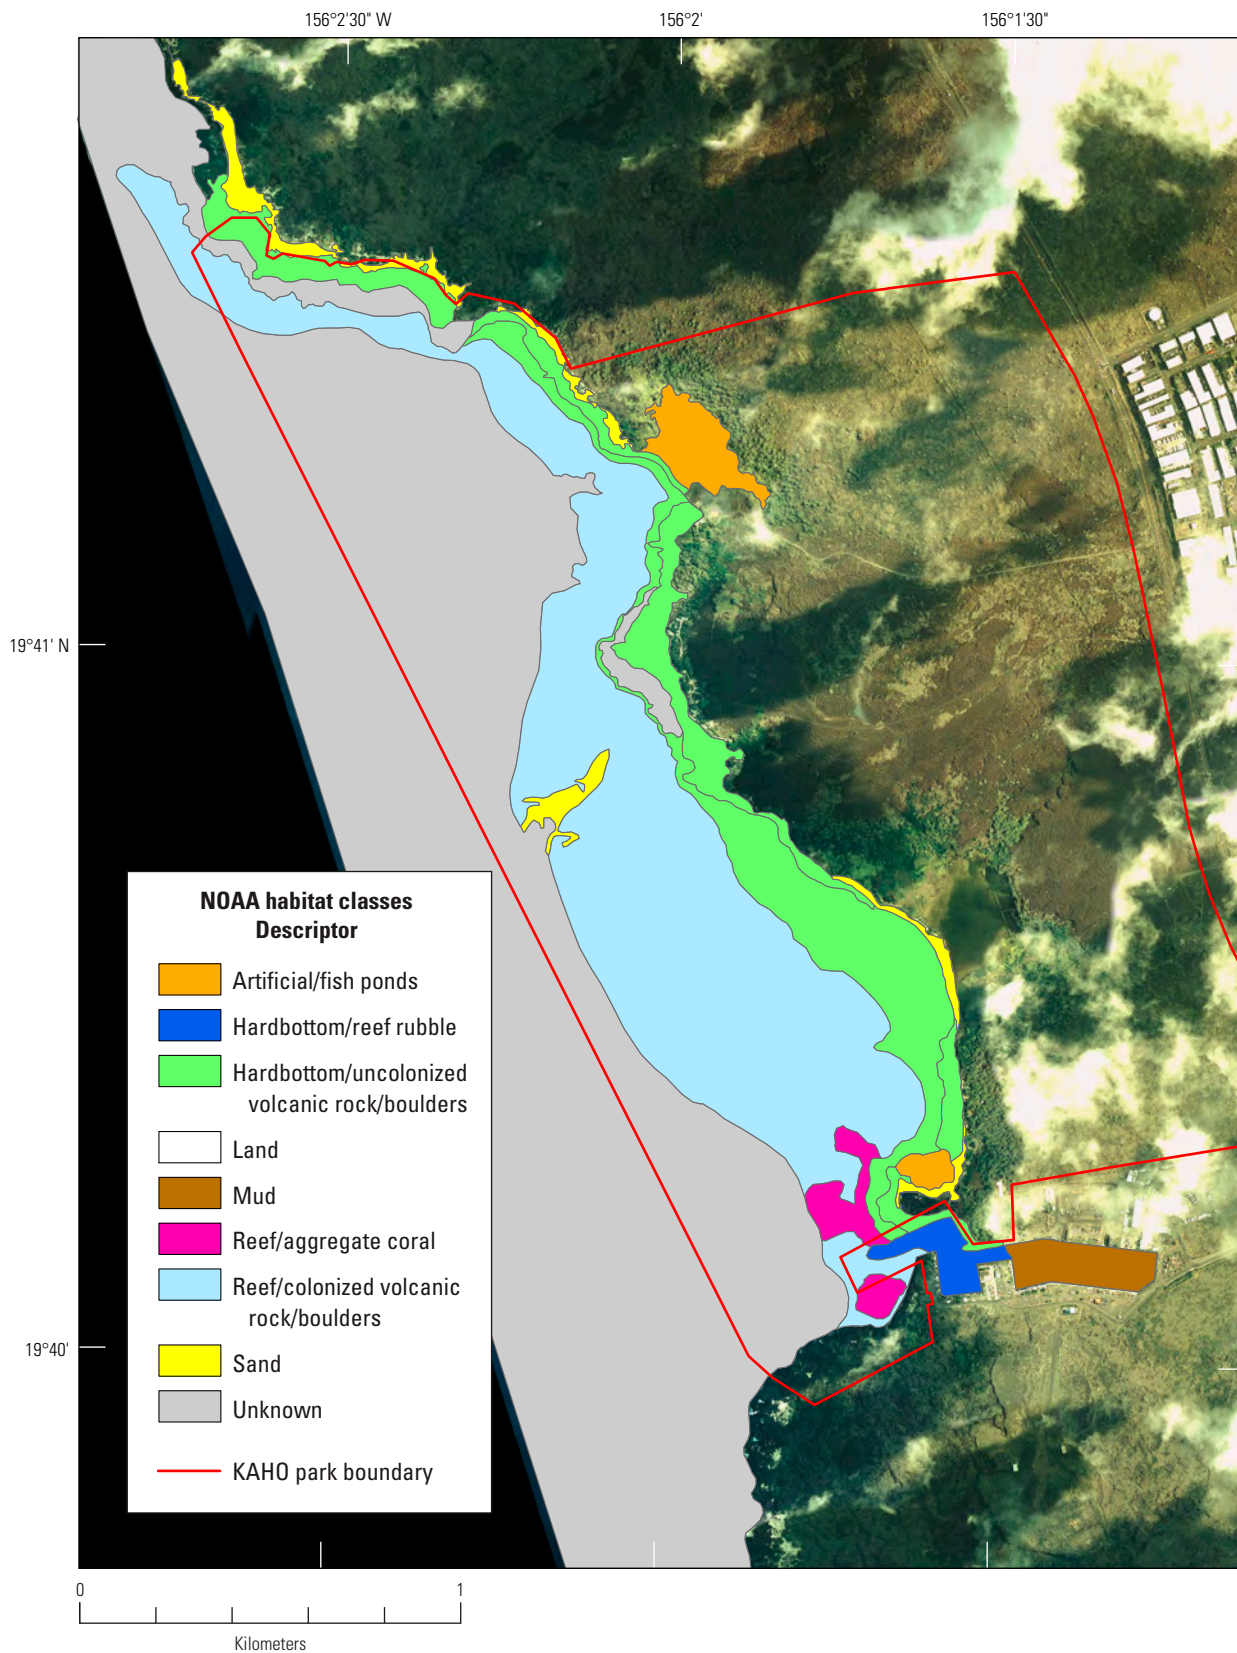 156°2'30" W
156°2'
156°1'30"
19°41' N
19°40'
NOAA habitat classes
Descriptor
Artificial/fish ponds
Hardbottom/reef rubble
Hardbottom/uncolonized
volcanic rock/boulders
Land
Mud
Reef/aggregate coral
Reef/colonized volcanic
rock/boulders
Sand
Unknown
KAHO park boundary
0
1
Kilometers